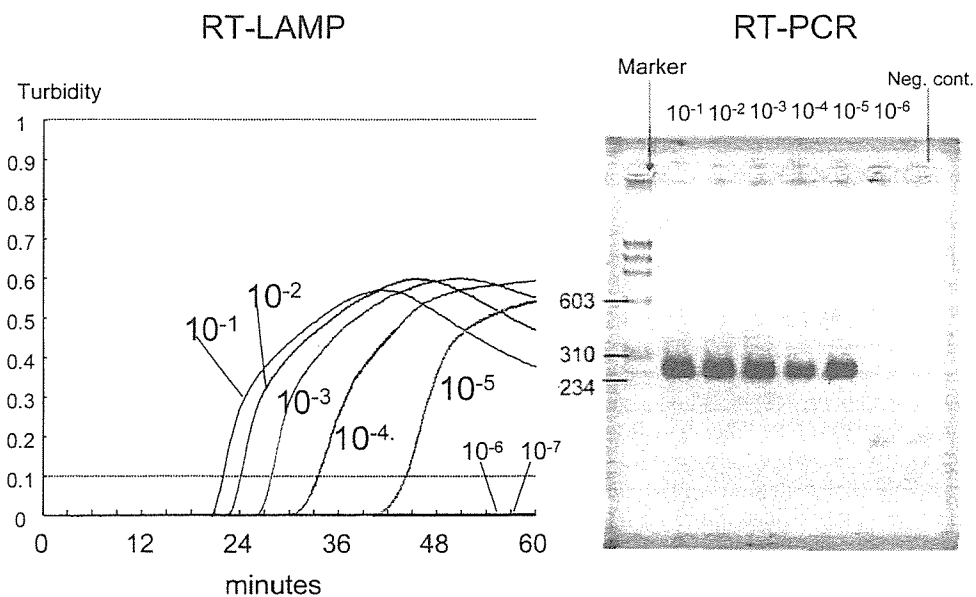 RT-LAMP
Turbidity
1
0.9
0.8
0.7
0.6
0.5
0.4
0.3
0.2
0.1
0
10-1
10-2
10-3
10-4.
10-5
10-6
10-7
0 12 24 36 48 60
minutes
RT-PCR
Marker
Neg. cont.
10-1 10-2 10-3 10-4 10-5 10-6
603
310
234